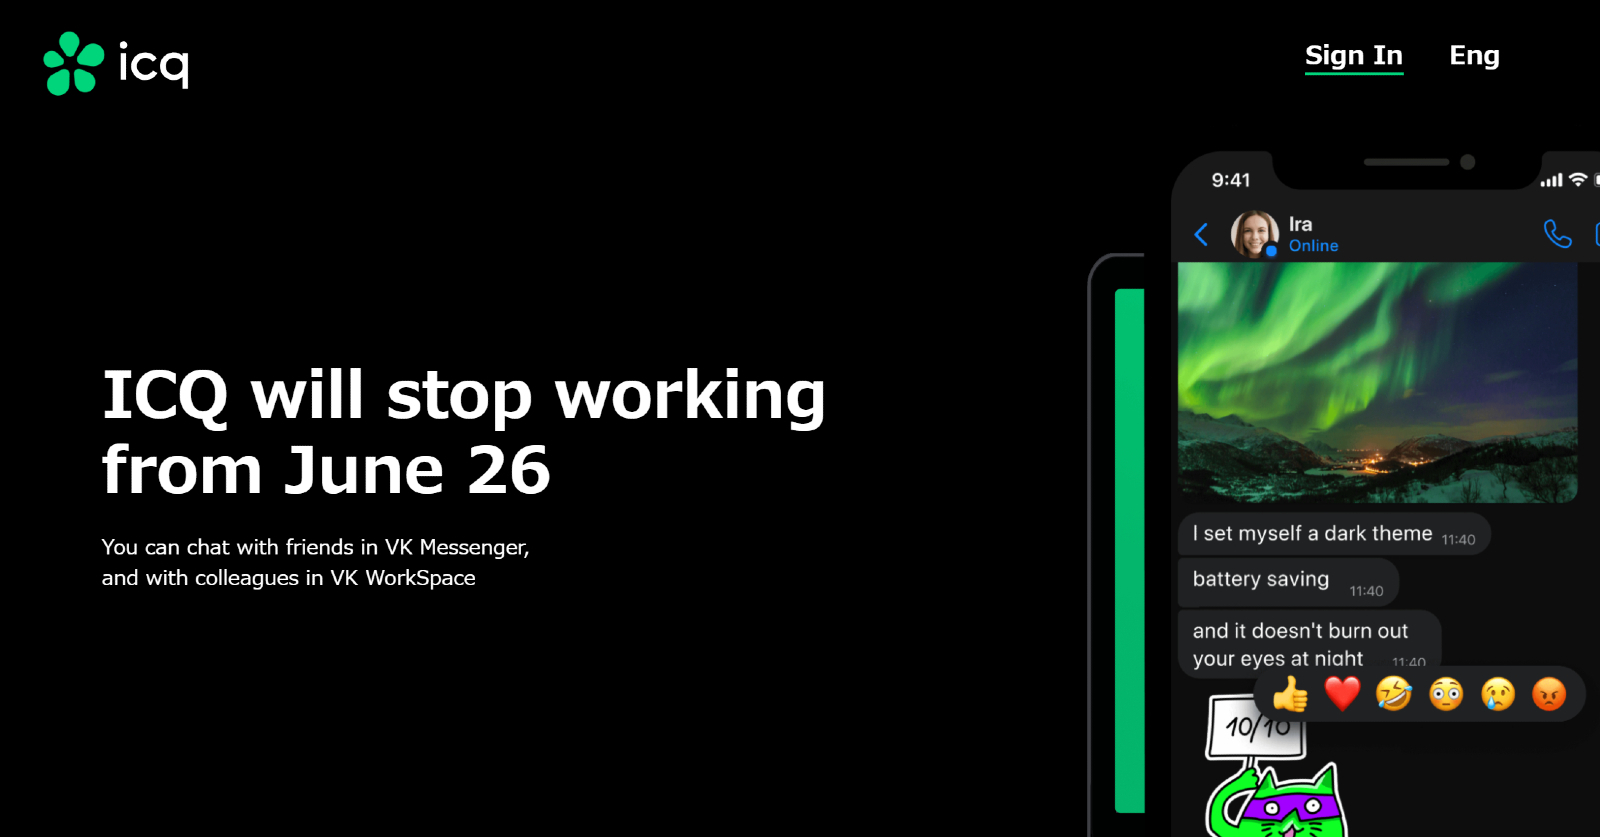 icq
Sign In
Eng
ICQ will stop working
from June 26
You can chat with friends in VK Messenger,
and with colleagues in VK WorkSpace
9:41
Ira
Online
I set myself a dark theme 11:40
battery saving 11:40
and it doesn't burn out
your eyes at night 11:40
10/10